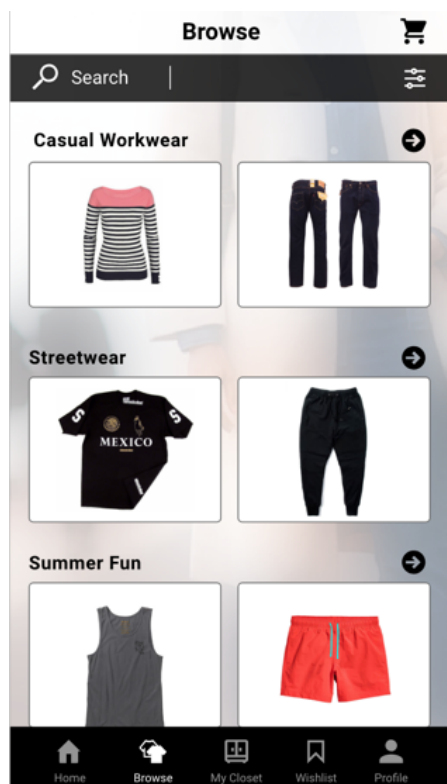 Browse
Search
Casual Workwear
Streetwear
S
S
MEXICO
Summer Fun
Home
Browse
My Closet
Wishlist
Profile